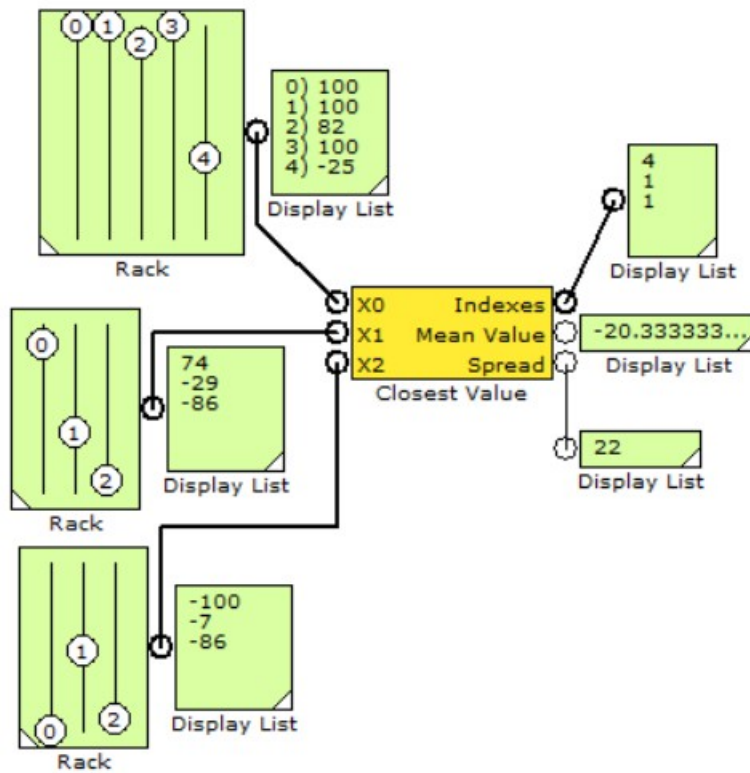 0 1 2 3 4
Rack
0) 100
1) 100
2) 82
3) 100
4) -25
Display List
4
1
1
Display List
X0 Indexes
X1 Mean Value
X2 Spread
Closest Value
-20.333333...
Display List
22
Display List
0 1 2
Rack
74
-29
-86
Display List
0 1 2
Rack
-100
-7
-86
Display List